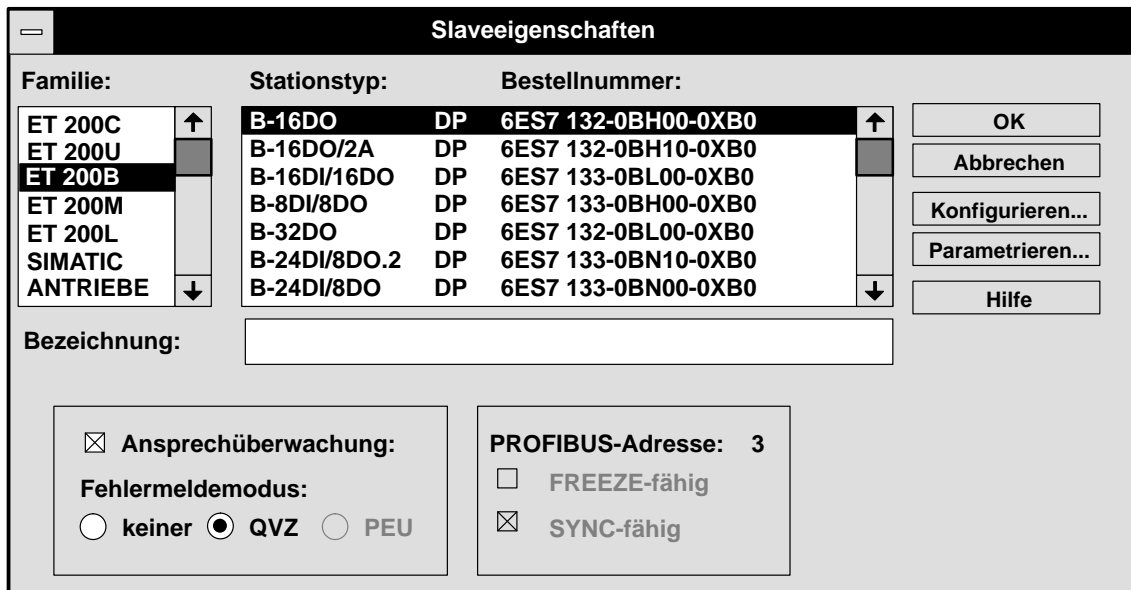 Slaveeigenschaften
Familie: Stationstyp: Bestellnummer:
ET 200C
ET 200U
ET 200B
ET 200M
ET 200L
SIMATIC
ANTRIEBE
B-16DO DP 6ES7 132-0BH00-0XB0
B-16DO/2A DP 6ES7 132-0BH10-0XB0
B-16DI/16DO DP 6ES7 133-0BL00-0XB0
B-8DI/8DO DP 6ES7 133-0BH00-0XB0
B-32DO DP 6ES7 132-0BL00-0XB0
B-24DI/8DO.2 DP 6ES7 133-0BN10-0XB0
B-24DI/8DO DP 6ES7 133-0BN00-0XB0
OK
Abbrechen
Konfigurieren...
Parametrieren...
Hilfe
Bezeichnung:
Ansprechüberwachung:
Fehlermeldemodus:
keiner QVZ PEU
PROFIBUS-Adresse: 3
FREEZE-fähig
SYNC-fähig